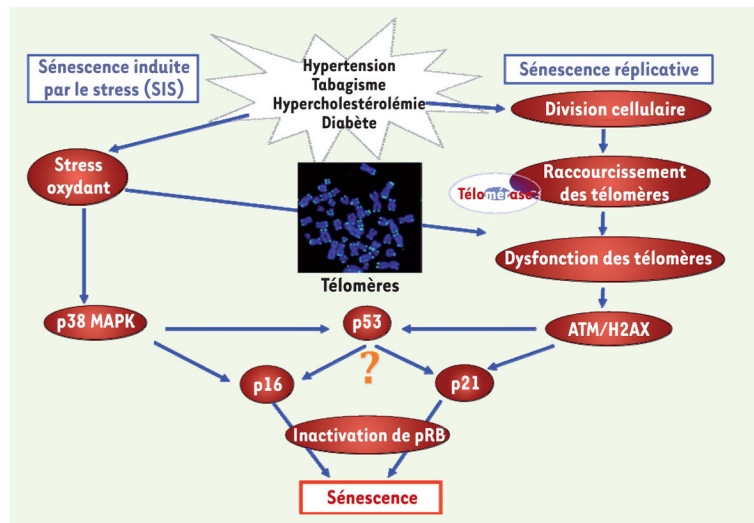 Sénescence induite
par le stress (SIS)
Hypertension
Tabagisme
Hypercholestérolémie
Diabète
Sénescence réplicative
Division cellulaire
Stress
oxydant
Télomérase
Raccourcissement
des télomères
Dysfonction des télomères
Télomères
p38 MAPK
p53
ATM/H2AX
?
p16
p21
Inactivation de pRB
Sénescence